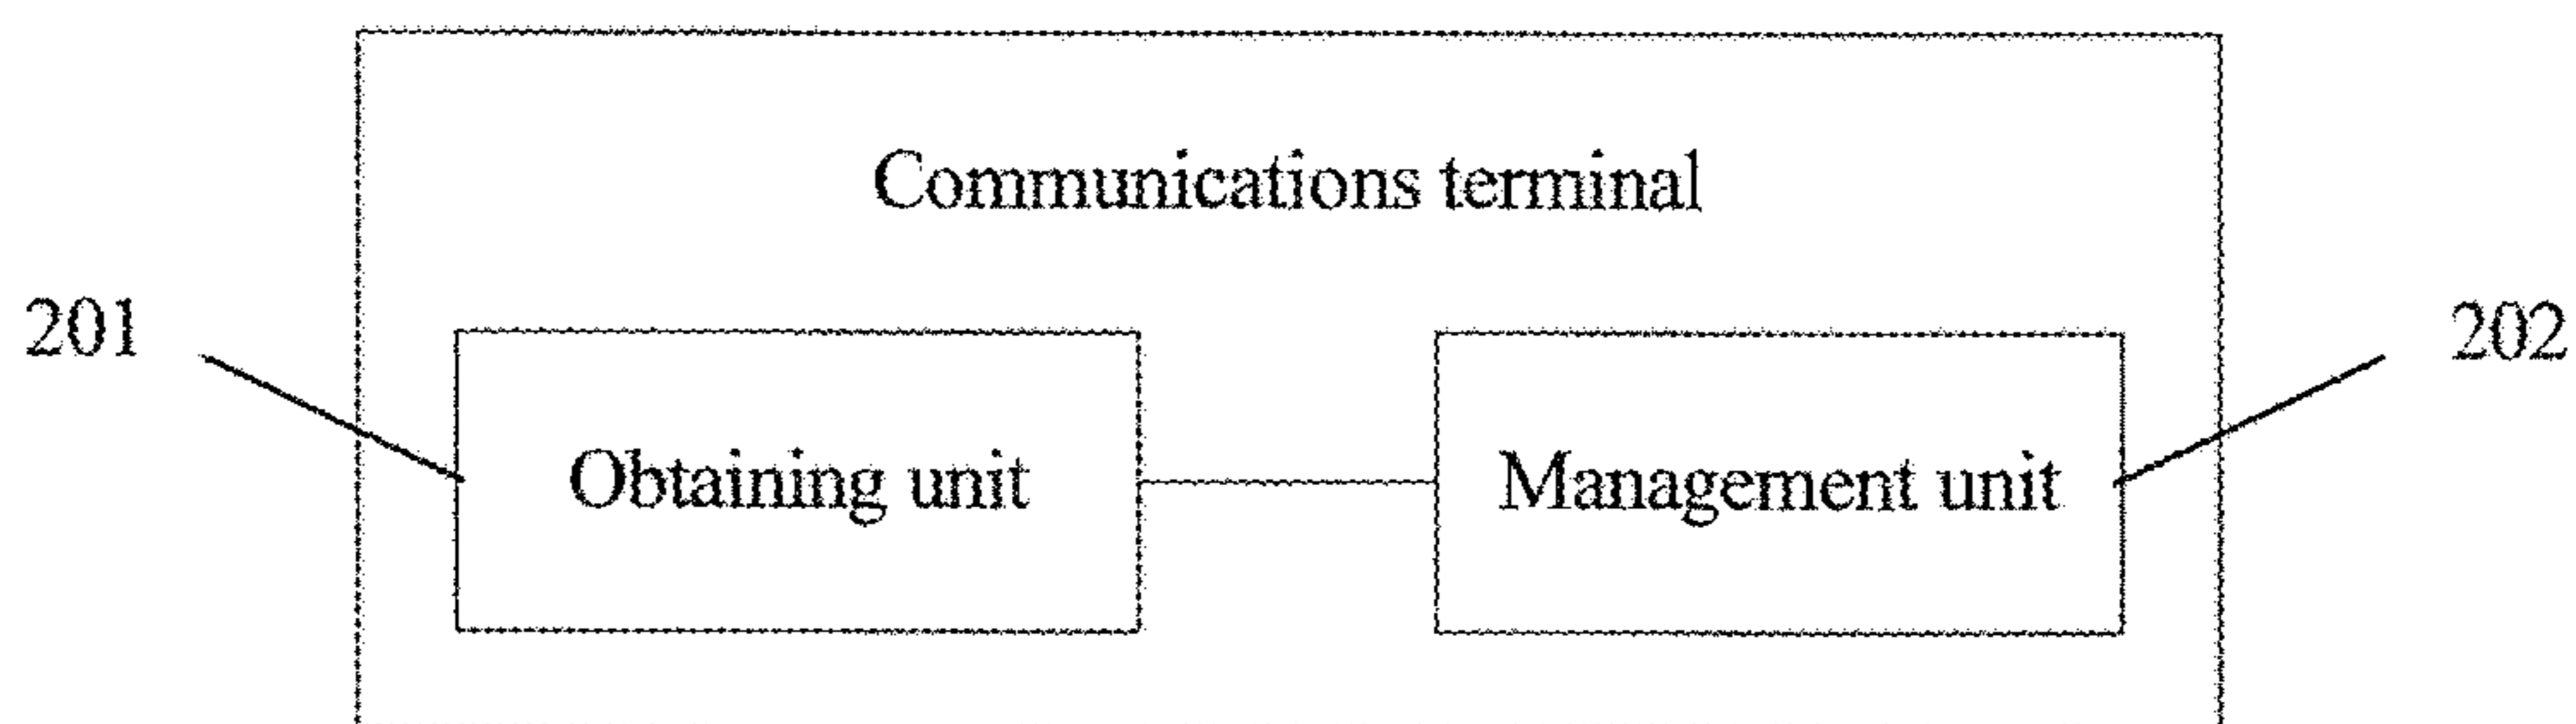 Communications terminal
201
202
Obtaining unit
Management unit